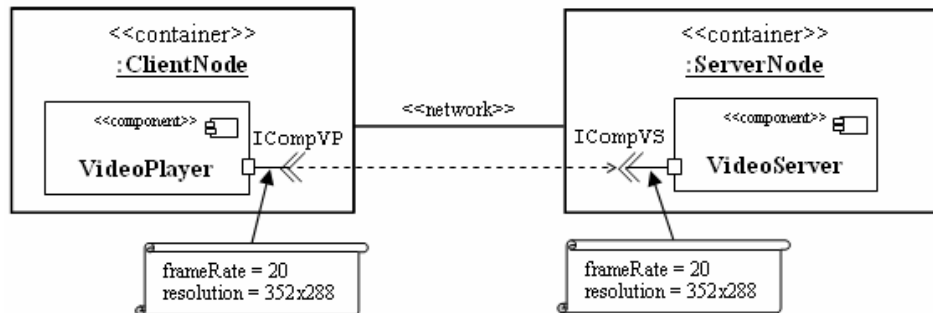 <<container>>
:ClientNode
<<component>>
VideoPlayer
ICompVP
<<network>>
<<container>>
:ServerNode
ICompVS
<<component>>
VideoServer
frameRate = 20
resolution = 352x288
frameRate = 20
resolution = 352x288